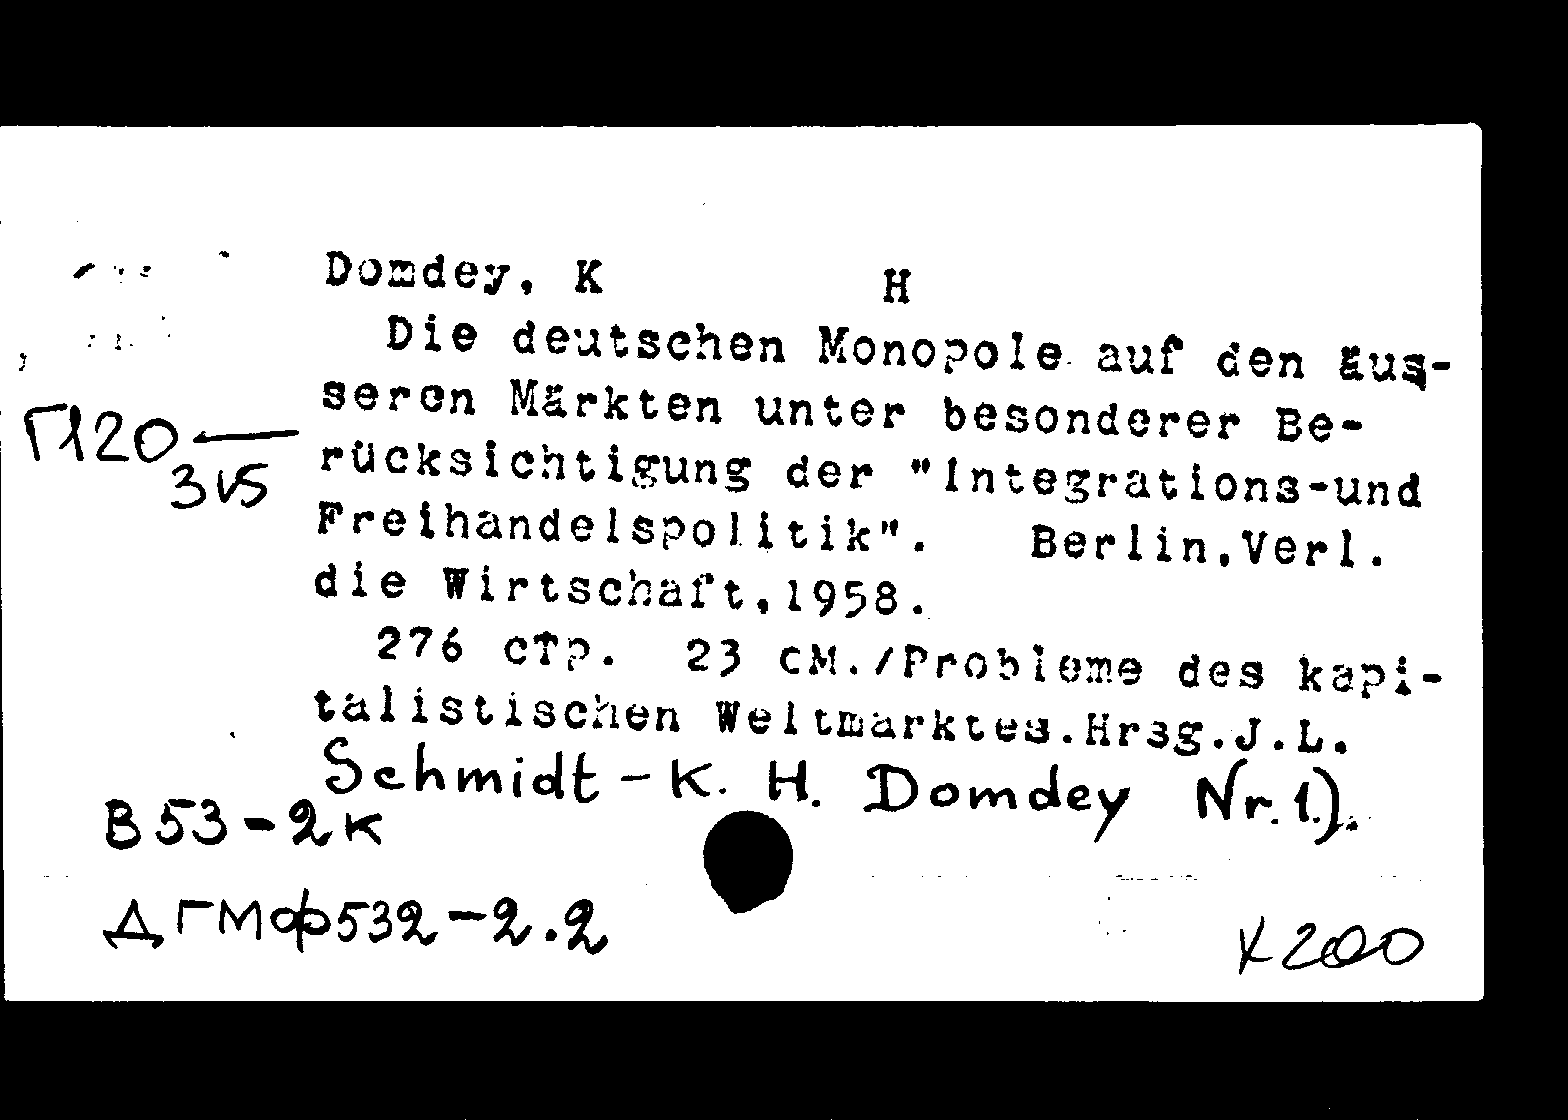 Domdey, K H
Die deutschen Monopole auf den äus-
seren Märkten unter besonderer Be-
rücksichtigung der "Integrations-und
Freihandelspolitik". Berlin,Verl.
die Wirtschaft,1958.
276 стр. 23 см./Probleme des kapi-
talistischen Weltmarktes.Hrsg.J.L.
Schmidt - K. H. Domdey Nr. 1.).
Г120—
315
В53-2к
ДГМФ532-2.2
х200